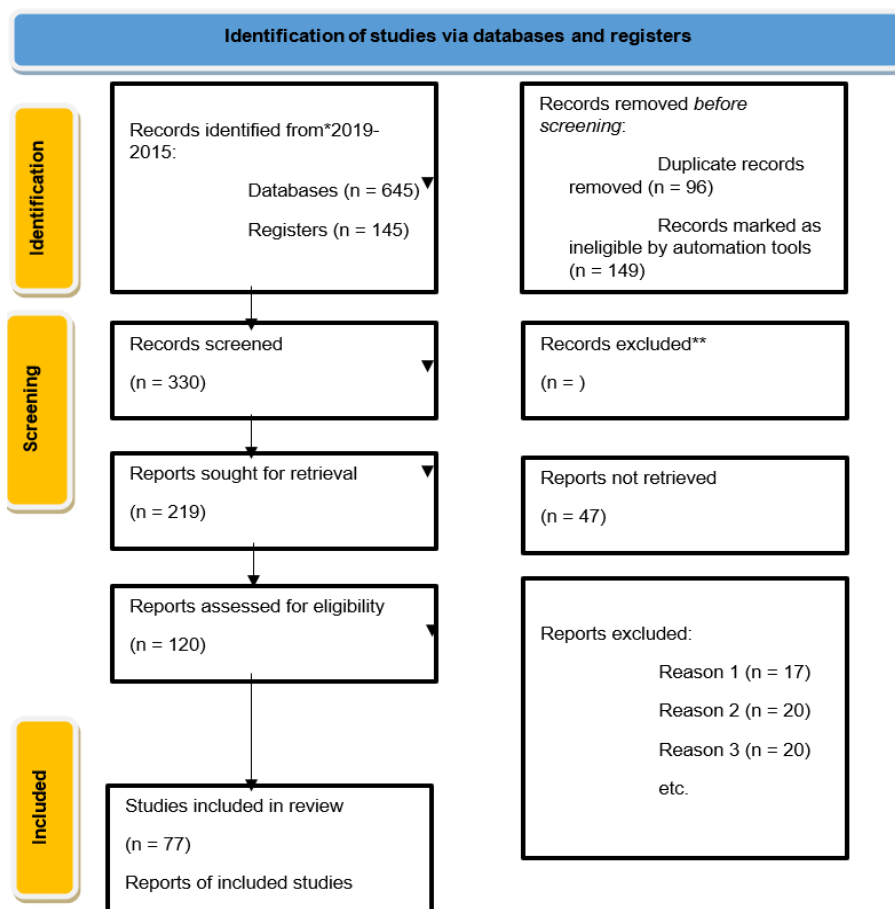 Identification of studies via databases and registers
Identification
Records identified from*2019-
2015:
Databases (n = 645)
Registers (n = 145)
Records removed before
screening:
Duplicate records
removed (n = 96)
Records marked as
ineligible by automation tools
(n = 149)
Screening
Records screened
(n = 330)
Records excluded**
(n = )
Reports sought for retrieval
(n = 219)
Reports not retrieved
(n = 47)
Reports assessed for eligibility
(n = 120)
Reports excluded:
Reason 1 (n = 17)
Reason 2 (n = 20)
Reason 3 (n = 20)
etc.
Included
Studies included in review
(n = 77)
Reports of included studies